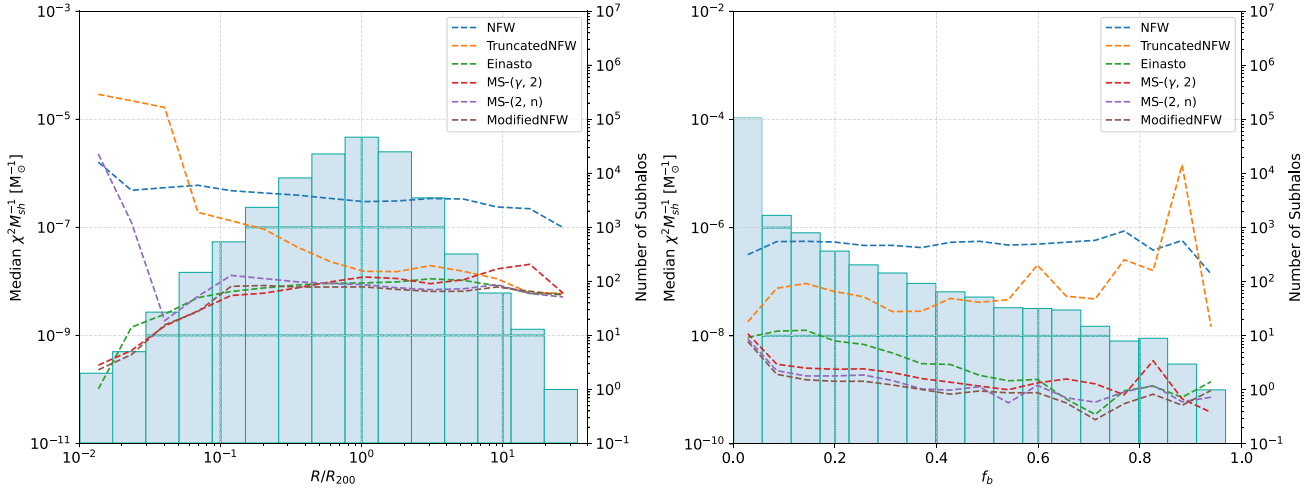 10⁻³
10⁻⁵
10⁻⁷
10⁻⁹
10⁻¹¹
Median χ²M_sh⁻¹ [M_⊙⁻¹]
10⁻²
10⁻¹
10⁰
10¹
R/R₂₀₀
10⁷
10⁶
10⁵
10⁴
10³
10²
10¹
10⁰
10⁻¹
Number of Subhalos
NFW
TruncatedNFW
Einasto
MS-(γ, 2)
MS-(2, n)
ModifiedNFW
10⁻²
10⁻⁴
10⁻⁶
10⁻⁸
10⁻¹⁰
Median χ²M_sh⁻¹ [M_⊙⁻¹]
0.0
0.2
0.4
0.6
0.8
1.0
f_b
10⁷
10⁶
10⁵
10⁴
10³
10²
10¹
10⁰
10⁻¹
Number of Subhalos
NFW
TruncatedNFW
Einasto
MS-(γ, 2)
MS-(2, n)
ModifiedNFW